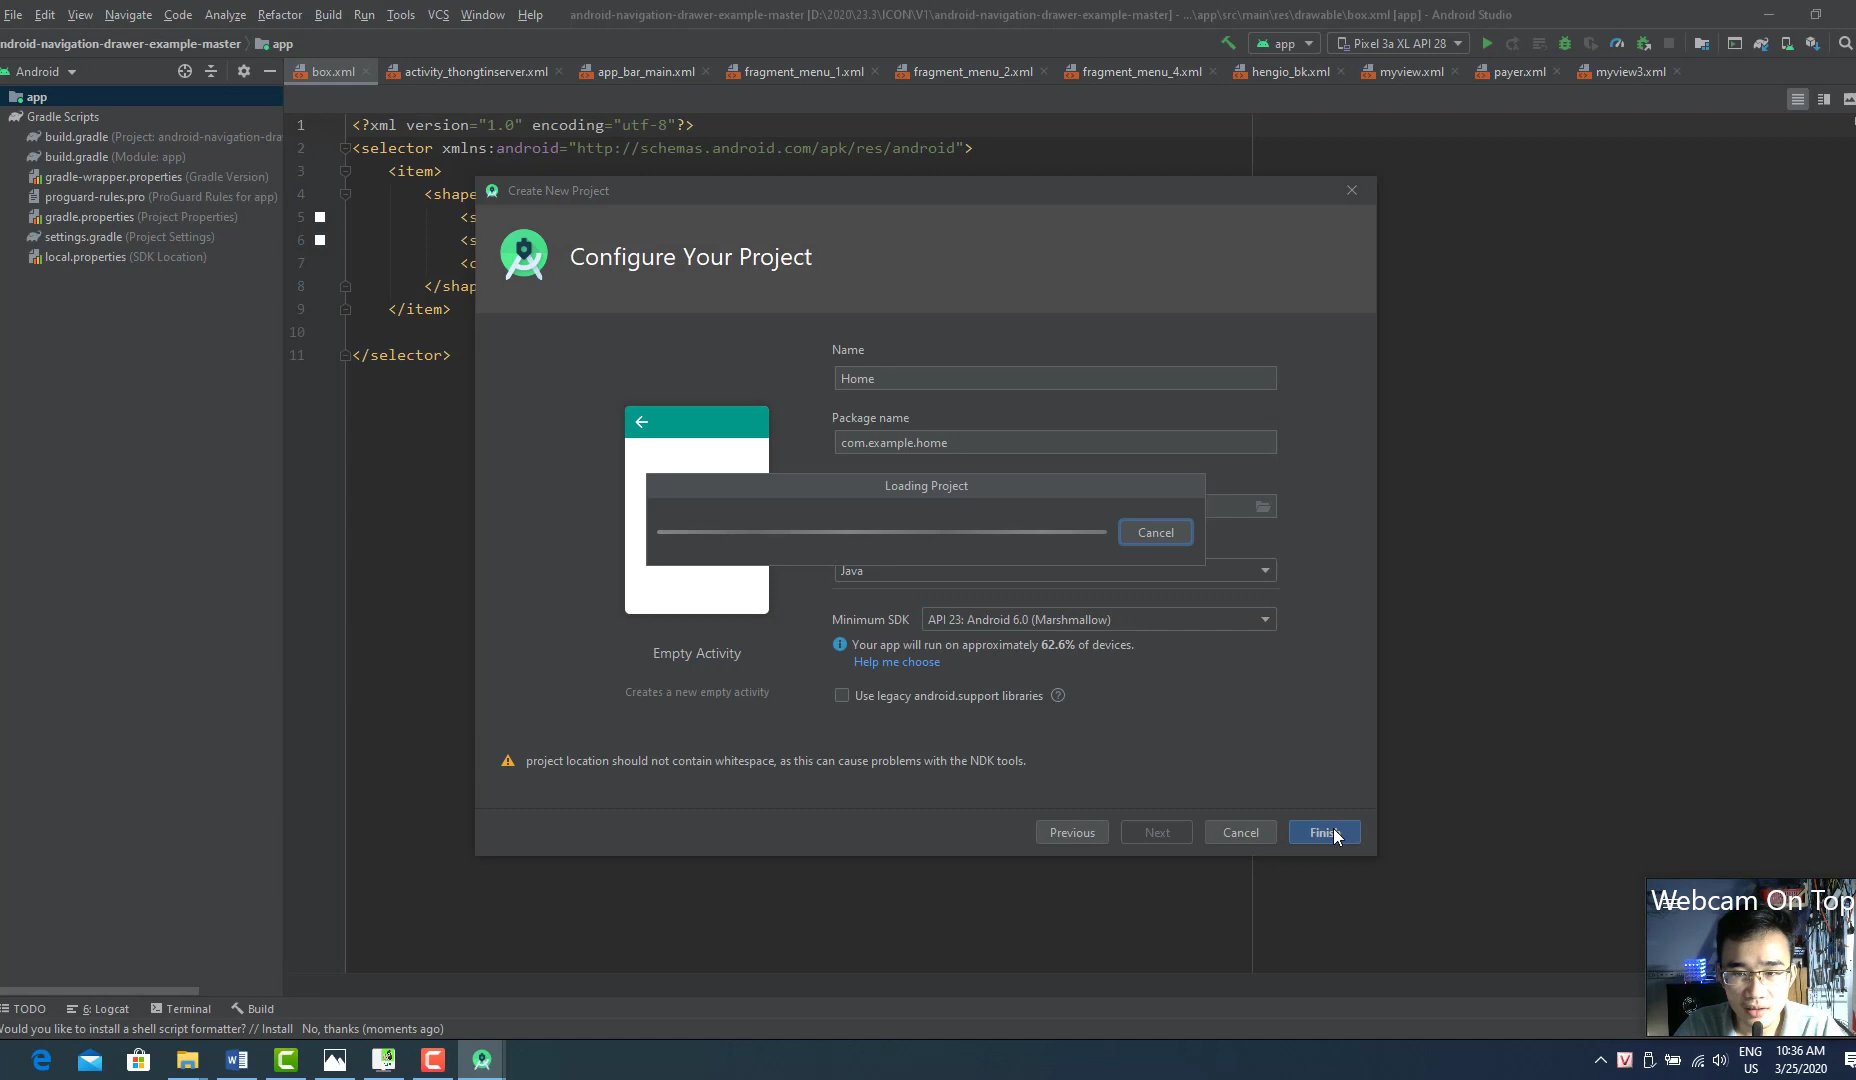 File Edit View Navigate Code Analyze Refactor Build Run Tools VCS Window Help android-navigation-drawer-example-master [D:\2020\23.3\ICON\V1\android-navigation-drawer-example-master] - ...\app\src\main\res\drawable\box.xml [app] - Android Studio
ndroid-navigation-drawer-example-master app app Pixel 3a XL API 28
Android box.xml activity_thongtinserver.xml app_bar_main.xml fragment_menu_1.xml fragment_menu_2.xml fragment_menu_4.xml hengio_bk.xml myview.xml payer.xml myview3.xml
app
Gradle Scripts
build.gradle (Project: android-navigation-dra
build.gradle (Module: app)
gradle-wrapper.properties (Gradle Version)
proguard-rules.pro (ProGuard Rules for app)
gradle.properties (Project Properties)
settings.gradle (Project Settings)
local.properties (SDK Location)
1 <?xml version="1.0" encoding="utf-8"?>
2 <selector xmlns:android="http://schemas.android.com/apk/res/android">
3 <item>
4 <shape
5 <s
6 <s
7 <c
8 </shap
9 </item>
10
11 </selector>
Create New Project
Configure Your Project
Name
Home
Package name
com.example.home
Loading Project
Cancel
Java
Minimum SDK API 23: Android 6.0 (Marshmallow)
Your app will run on approximately 62.6% of devices.
Help me choose
Use legacy android.support libraries ?
Empty Activity
Creates a new empty activity
project location should not contain whitespace, as this can cause problems with the NDK tools.
Previous Next Cancel Finish
Webcam On Top
TODO 6: Logcat Terminal Build
Would you like to install a shell script formatter? // Install No, thanks (moments ago)
ENG
US
10:36 AM
3/25/2020